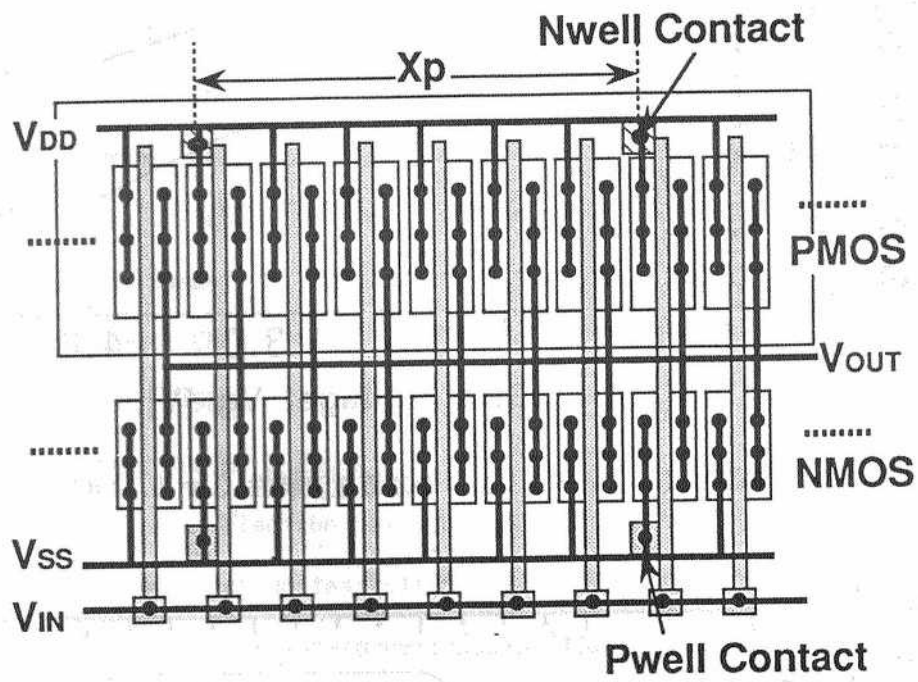 Nwell Contact
Xp
VDD
PMOS
VOUT
NMOS
VSS
VIN
Pwell Contact